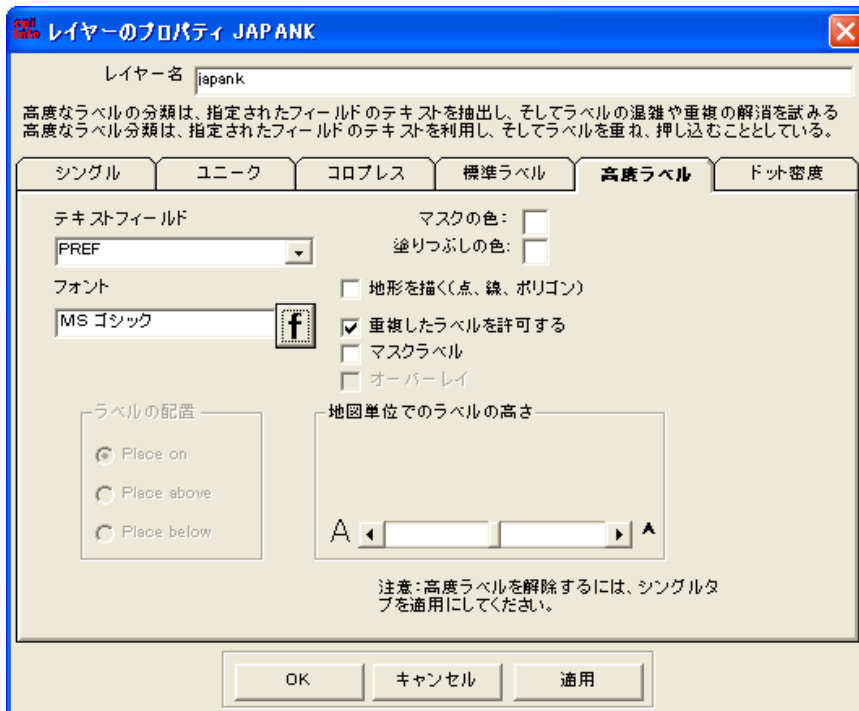 レイヤーのプロパティ JAPANK
レイヤー名 japank
高度なラベルの分類は、指定されたフィールドのテキストを抽出し、そしてラベルの混雑や重複の解消を試みる
高度なラベル分類は、指定されたフィールドのテキストを利用し、そしてラベルを重ね、押し込むこととしている。
シングル ユニーク コロプレス 標準ラベル 高度ラベル ドット密度
テキストフィールド
PREF
マスクの色:
塗りつぶしの色:
フォント
MS ゴシック
f
地形を描く(点、線、ポリゴン)
重複したラベルを許可する
マスクラベル
オーバーレイ
ラベルの配置
Place on
Place above
Place below
地図単位でのラベルの高さ
A A
注意:高度ラベルを解除するには、シングルタ
ブを適用にしてください。
OK キャンセル 適用